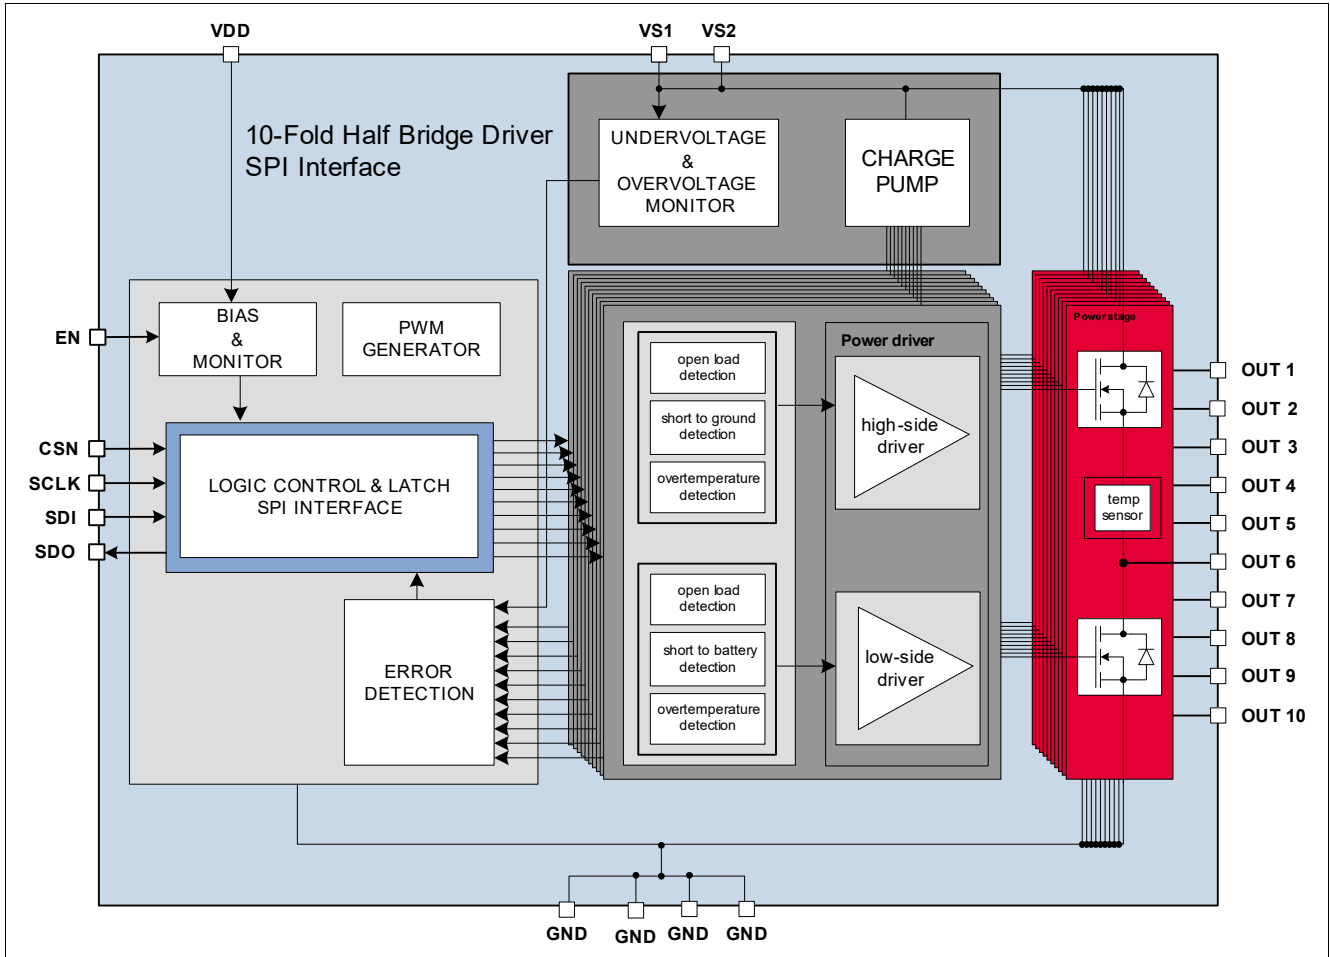 VDD
VS1
VS2
10-Fold Half Bridge Driver
SPI Interface
UNDERVOLTAGE
&
OVERVOLTAGE
MONITOR
CHARGE
PUMP
EN
BIAS
&
MONITOR
PWM
GENERATOR
CSN
SCLK
SDI
SDO
LOGIC CONTROL & LATCH
SPI INTERFACE
ERROR
DETECTION
open load
detection
short to ground
detection
overtemperature
detection
open load
detection
short to battery
detection
overtemperature
detection
Power driver
high-side
driver
low-side
driver
Power stage
temp
sensor
OUT 1
OUT 2
OUT 3
OUT 4
OUT 5
OUT 6
OUT 7
OUT 8
OUT 9
OUT 10
GND
GND
GND
GND